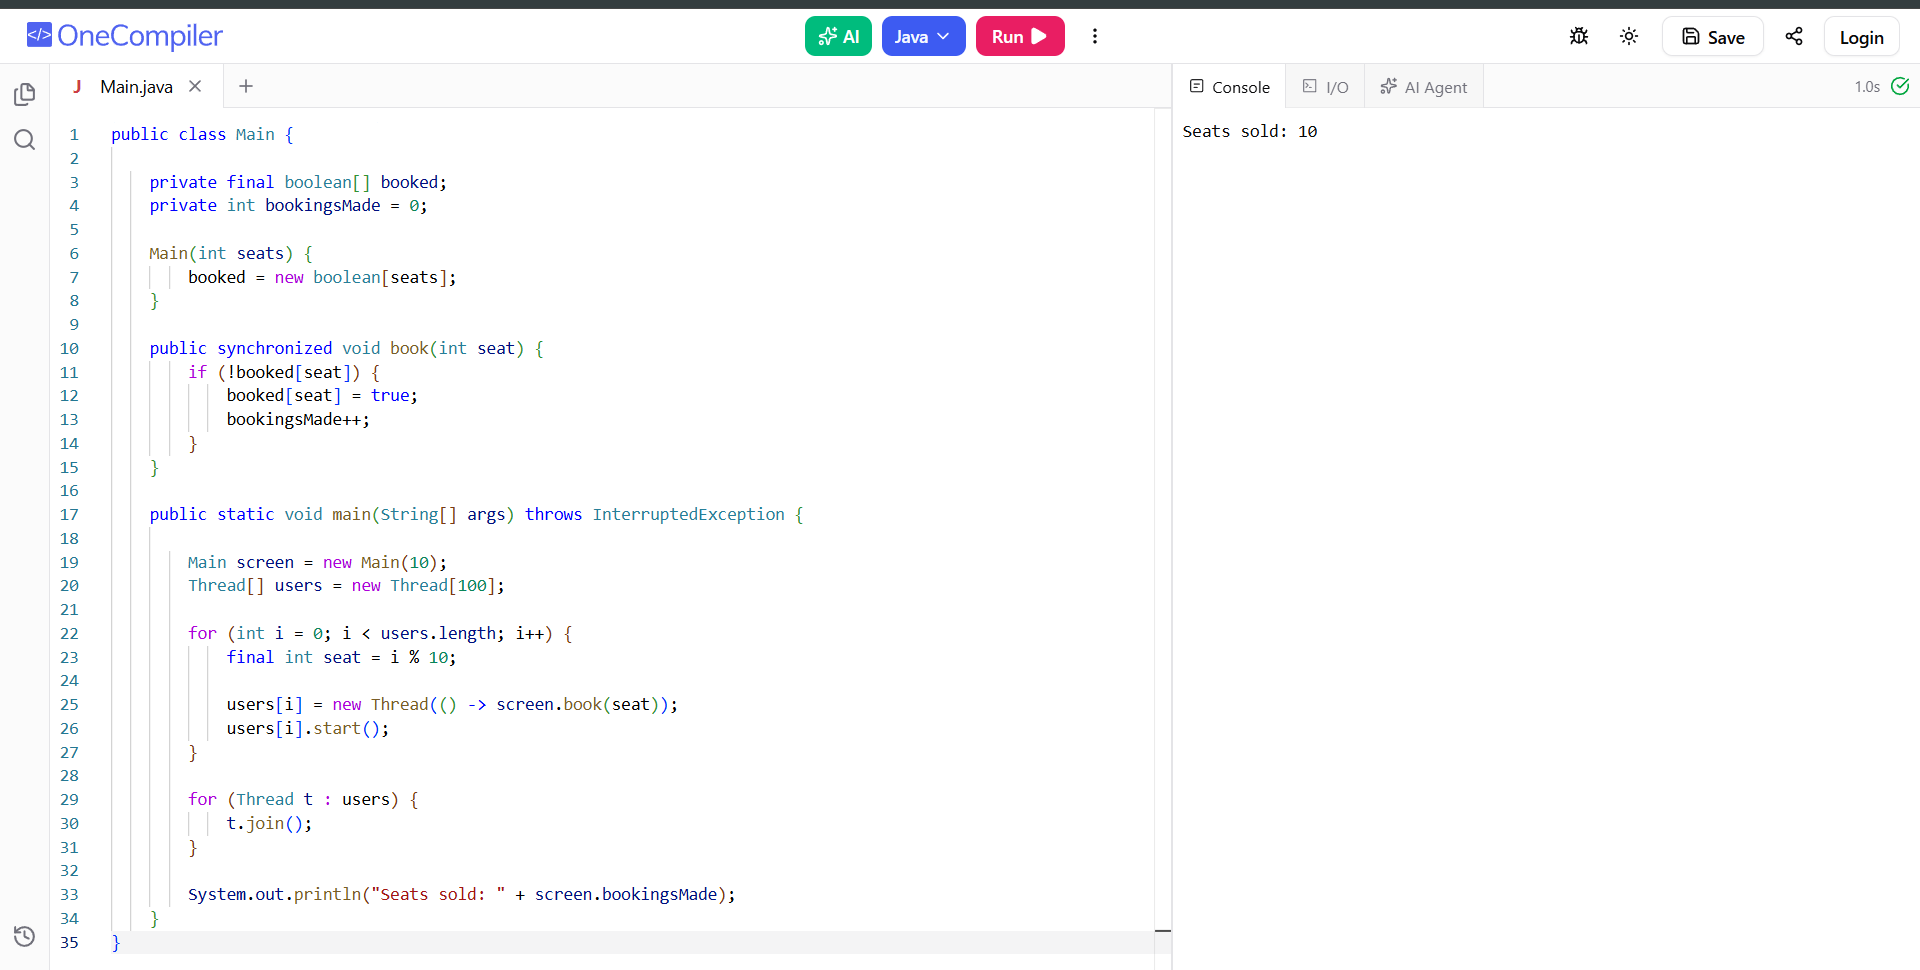 </> OneCompiler
AI
Java
Run
Save
Login
J Main.java
Console
I/O
AI Agent
1.0s
1 public class Main {
2
3     private final boolean[] booked;
4     private int bookingsMade = 0;
5
6     Main(int seats) {
7         booked = new boolean[seats];
8     }
9
10     public synchronized void book(int seat) {
11         if (!booked[seat]) {
12             booked[seat] = true;
13             bookingsMade++;
14         }
15     }
16
17     public static void main(String[] args) throws InterruptedException {
18
19         Main screen = new Main(10);
20         Thread[] users = new Thread[100];
21
22         for (int i = 0; i < users.length; i++) {
23             final int seat = i % 10;
24
25             users[i] = new Thread(() -> screen.book(seat));
26             users[i].start();
27         }
28
29         for (Thread t : users) {
30             t.join();
31         }
32
33         System.out.println("Seats sold: " + screen.bookingsMade);
34     }
35 }
Seats sold: 10